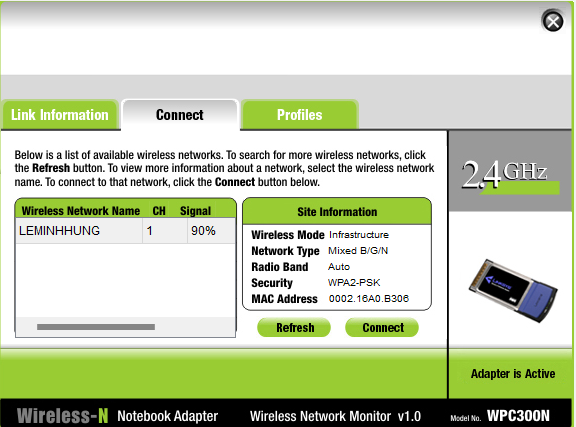 Link Information
Connect
Profiles
Below is a list of available wireless networks. To search for more wireless networks, click
the Refresh button. To view more information about a network, select the wireless network
name. To connect to that network, click the Connect button below.
2.4GHz
Wireless Network Name CH Signal
LEMINHHUNG 1 90%
Site Information
Wireless Mode Infrastructure
Network Type Mixed B/G/N
Radio Band Auto
Security WPA2-PSK
MAC Address 0002.16A0.B306
Refresh
Connect
Adapter is Active
Wireless-N Notebook Adapter Wireless Network Monitor v1.0 Model No. WPC300N